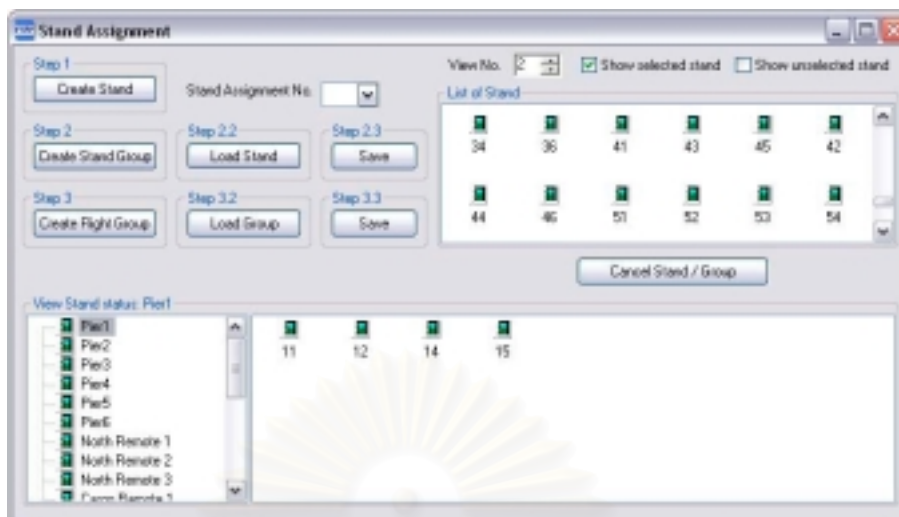 Stand Assignment
Step 1
Create Stand
Stand Assignment No.
View No. 2
Show selected stand
Show unselected stand
List of Stand
34 36 41 43 45 42
44 46 51 52 53 54
Step 2
Create Stand Group
Step 2.2
Load Stand
Step 2.3
Save
Step 3
Create Flight Group
Step 3.2
Load Group
Step 3.3
Save
Cancel Stand / Group
View Stand status: Pier1
Pier1
Pier2
Pier3
Pier4
Pier5
Pier6
North Remote 1
North Remote 2
North Remote 3
Cargo Remote 1
11 12 14 15